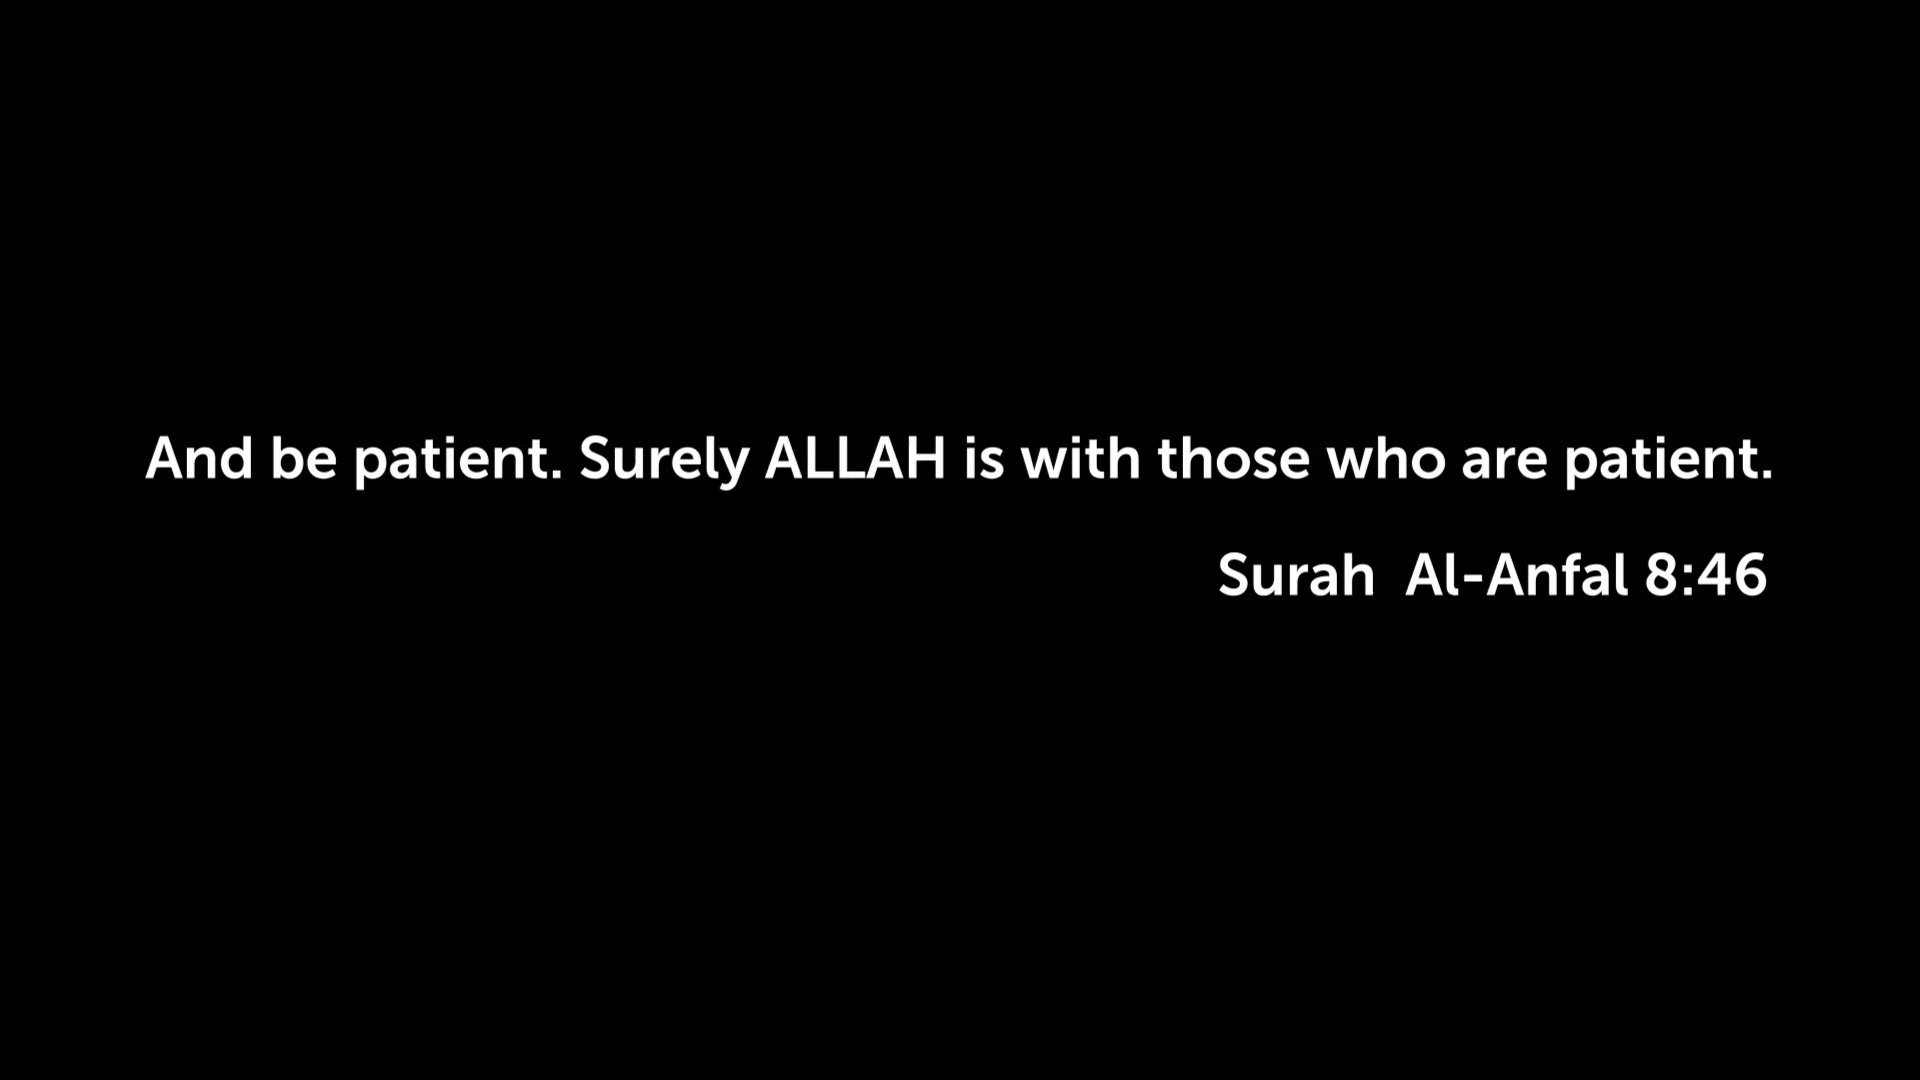 And be patient. Surely ALLAH is with those who are patient.
Surah  Al-Anfal 8:46